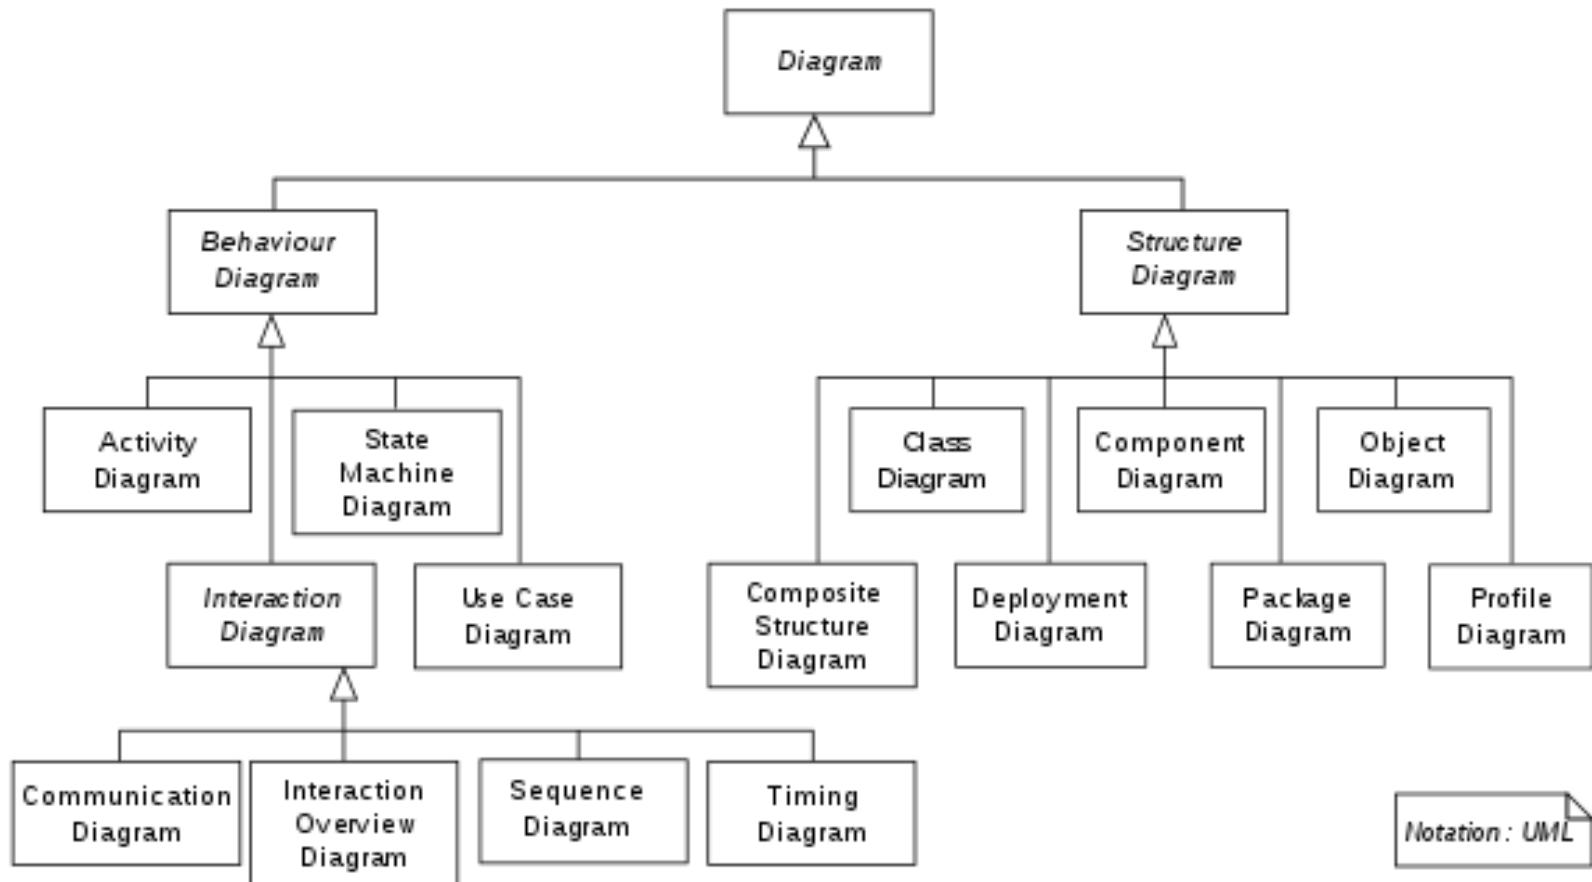 Diagram
Behaviour
Diagram
Structure
Diagram
Activity
Diagram
State
Machine
Diagram
Class
Diagram
Component
Diagram
Object
Diagram
Interaction
Diagram
Use Case
Diagram
Composite
Structure
Diagram
Deployment
Diagram
Package
Diagram
Profile
Diagram
Communication
Diagram
Interaction
Overview
Diagram
Sequence
Diagram
Timing
Diagram
Notation: UML